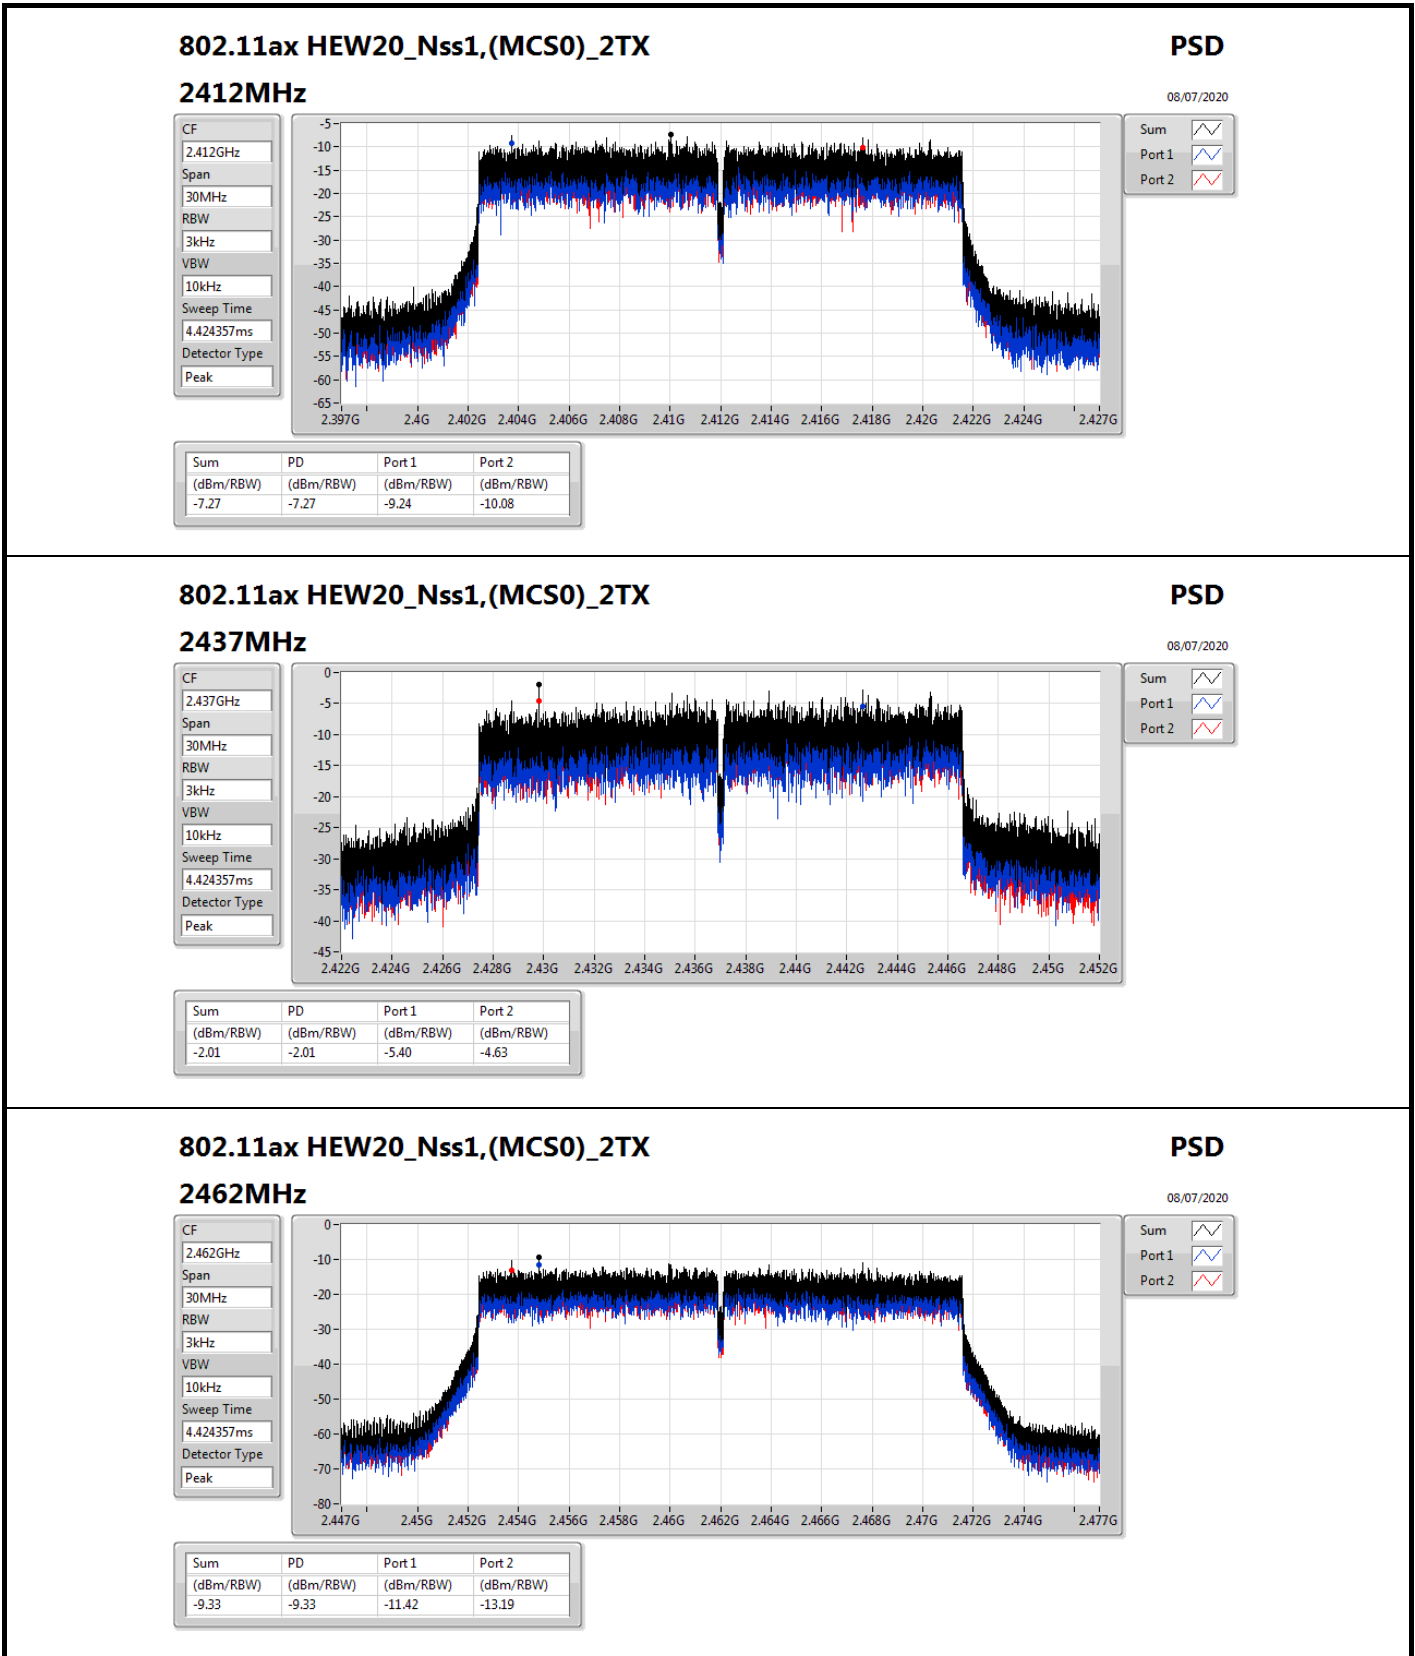 802.11ax HEW20_Nss1,(MCS0)_2TX PSD
2412MHz 08/07/2020
CF
2.412GHz
Span
30MHz
RBW
3kHz
VBW
10kHz
Sweep Time
4.424357ms
Detector Type
Peak
-5
-10
-15
-20
-25
-30
-35
-40
-45
-50
-55
-60
-65
2.397G 2.4G 2.402G 2.404G 2.406G 2.408G 2.41G 2.412G 2.414G 2.416G 2.418G 2.42G 2.422G 2.424G 2.427G
Sum
Port 1
Port 2
Sum PD Port 1 Port 2
(dBm/RBW) (dBm/RBW) (dBm/RBW) (dBm/RBW)
-7.27 -7.27 -9.24 -10.08
802.11ax HEW20_Nss1,(MCS0)_2TX PSD
2437MHz 08/07/2020
CF
2.437GHz
Span
30MHz
RBW
3kHz
VBW
10kHz
Sweep Time
4.424357ms
Detector Type
Peak
0
-5
-10
-15
-20
-25
-30
-35
-40
-45
2.422G 2.424G 2.426G 2.428G 2.43G 2.432G 2.434G 2.436G 2.438G 2.44G 2.442G 2.444G 2.446G 2.448G 2.45G 2.452G
Sum
Port 1
Port 2
Sum PD Port 1 Port 2
(dBm/RBW) (dBm/RBW) (dBm/RBW) (dBm/RBW)
-2.01 -2.01 -5.40 -4.63
802.11ax HEW20_Nss1,(MCS0)_2TX PSD
2462MHz 08/07/2020
CF
2.462GHz
Span
30MHz
RBW
3kHz
VBW
10kHz
Sweep Time
4.424357ms
Detector Type
Peak
0
-10
-20
-30
-40
-50
-60
-70
-80
2.447G 2.45G 2.452G 2.454G 2.456G 2.458G 2.46G 2.462G 2.464G 2.466G 2.468G 2.47G 2.472G 2.474G 2.477G
Sum
Port 1
Port 2
Sum PD Port 1 Port 2
(dBm/RBW) (dBm/RBW) (dBm/RBW) (dBm/RBW)
-9.33 -9.33 -11.42 -13.19